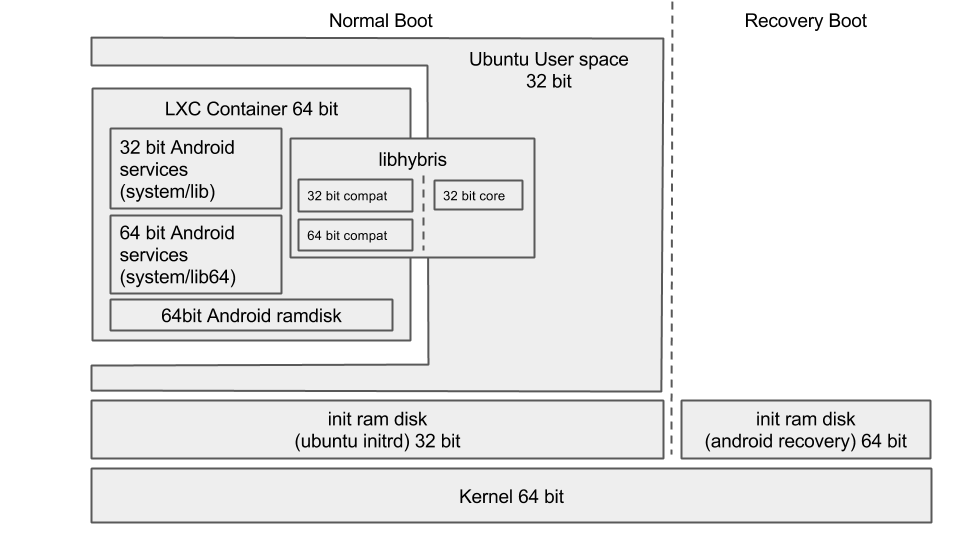 Normal Boot
Recovery Boot
Ubuntu User space
32 bit
LXC Container 64 bit
32 bit Android
services
(system/lib)
64 bit Android
services
(system/lib64)
64bit Android ramdisk
libhybris
32 bit compat
32 bit core
64 bit compat
init ram disk
(ubuntu initrd) 32 bit
init ram disk
(android recovery) 64 bit
Kernel 64 bit